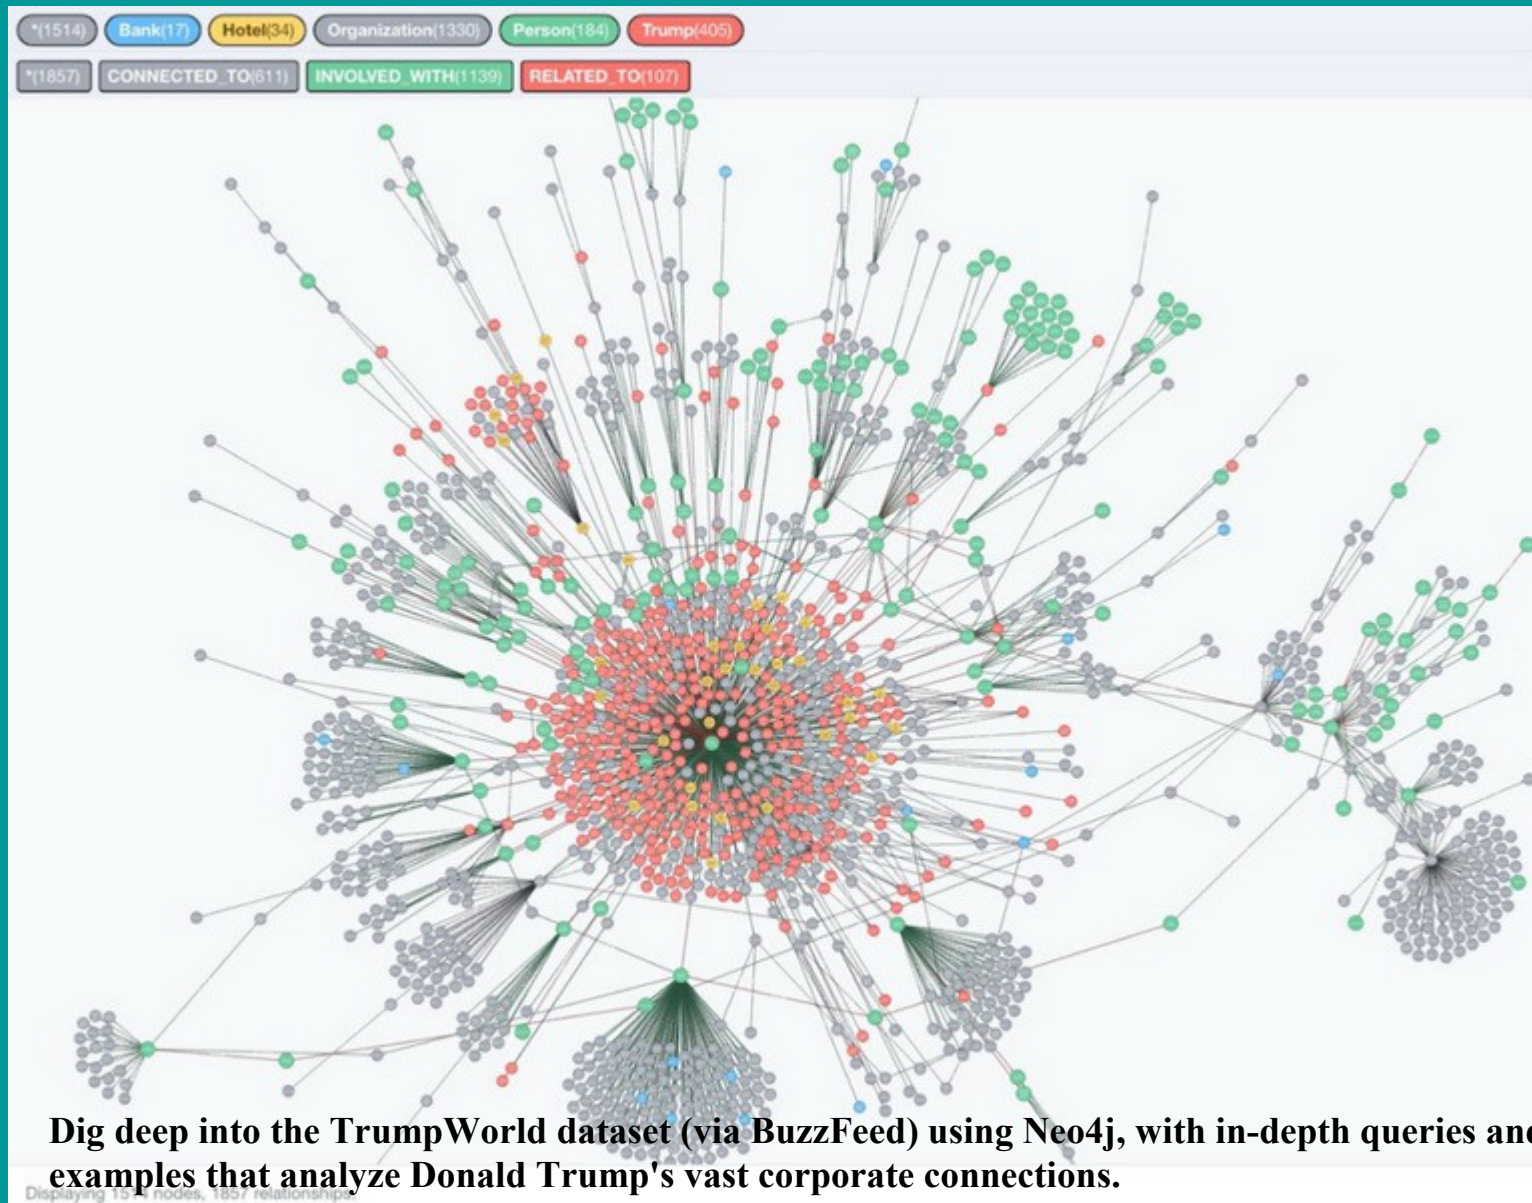 *(1514) Bank(17) Hotel(34) Organization(1330) Person(184) Trump(405)
*(1857) CONNECTED_TO(611) INVOLVED_WITH(1139) RELATED_TO(107)
Dig deep into the TrumpWorld dataset (via BuzzFeed) using Neo4j, with in-depth queries and
examples that analyze Donald Trump's vast corporate connections.
Displaying 1514 nodes, 1857 relationships.